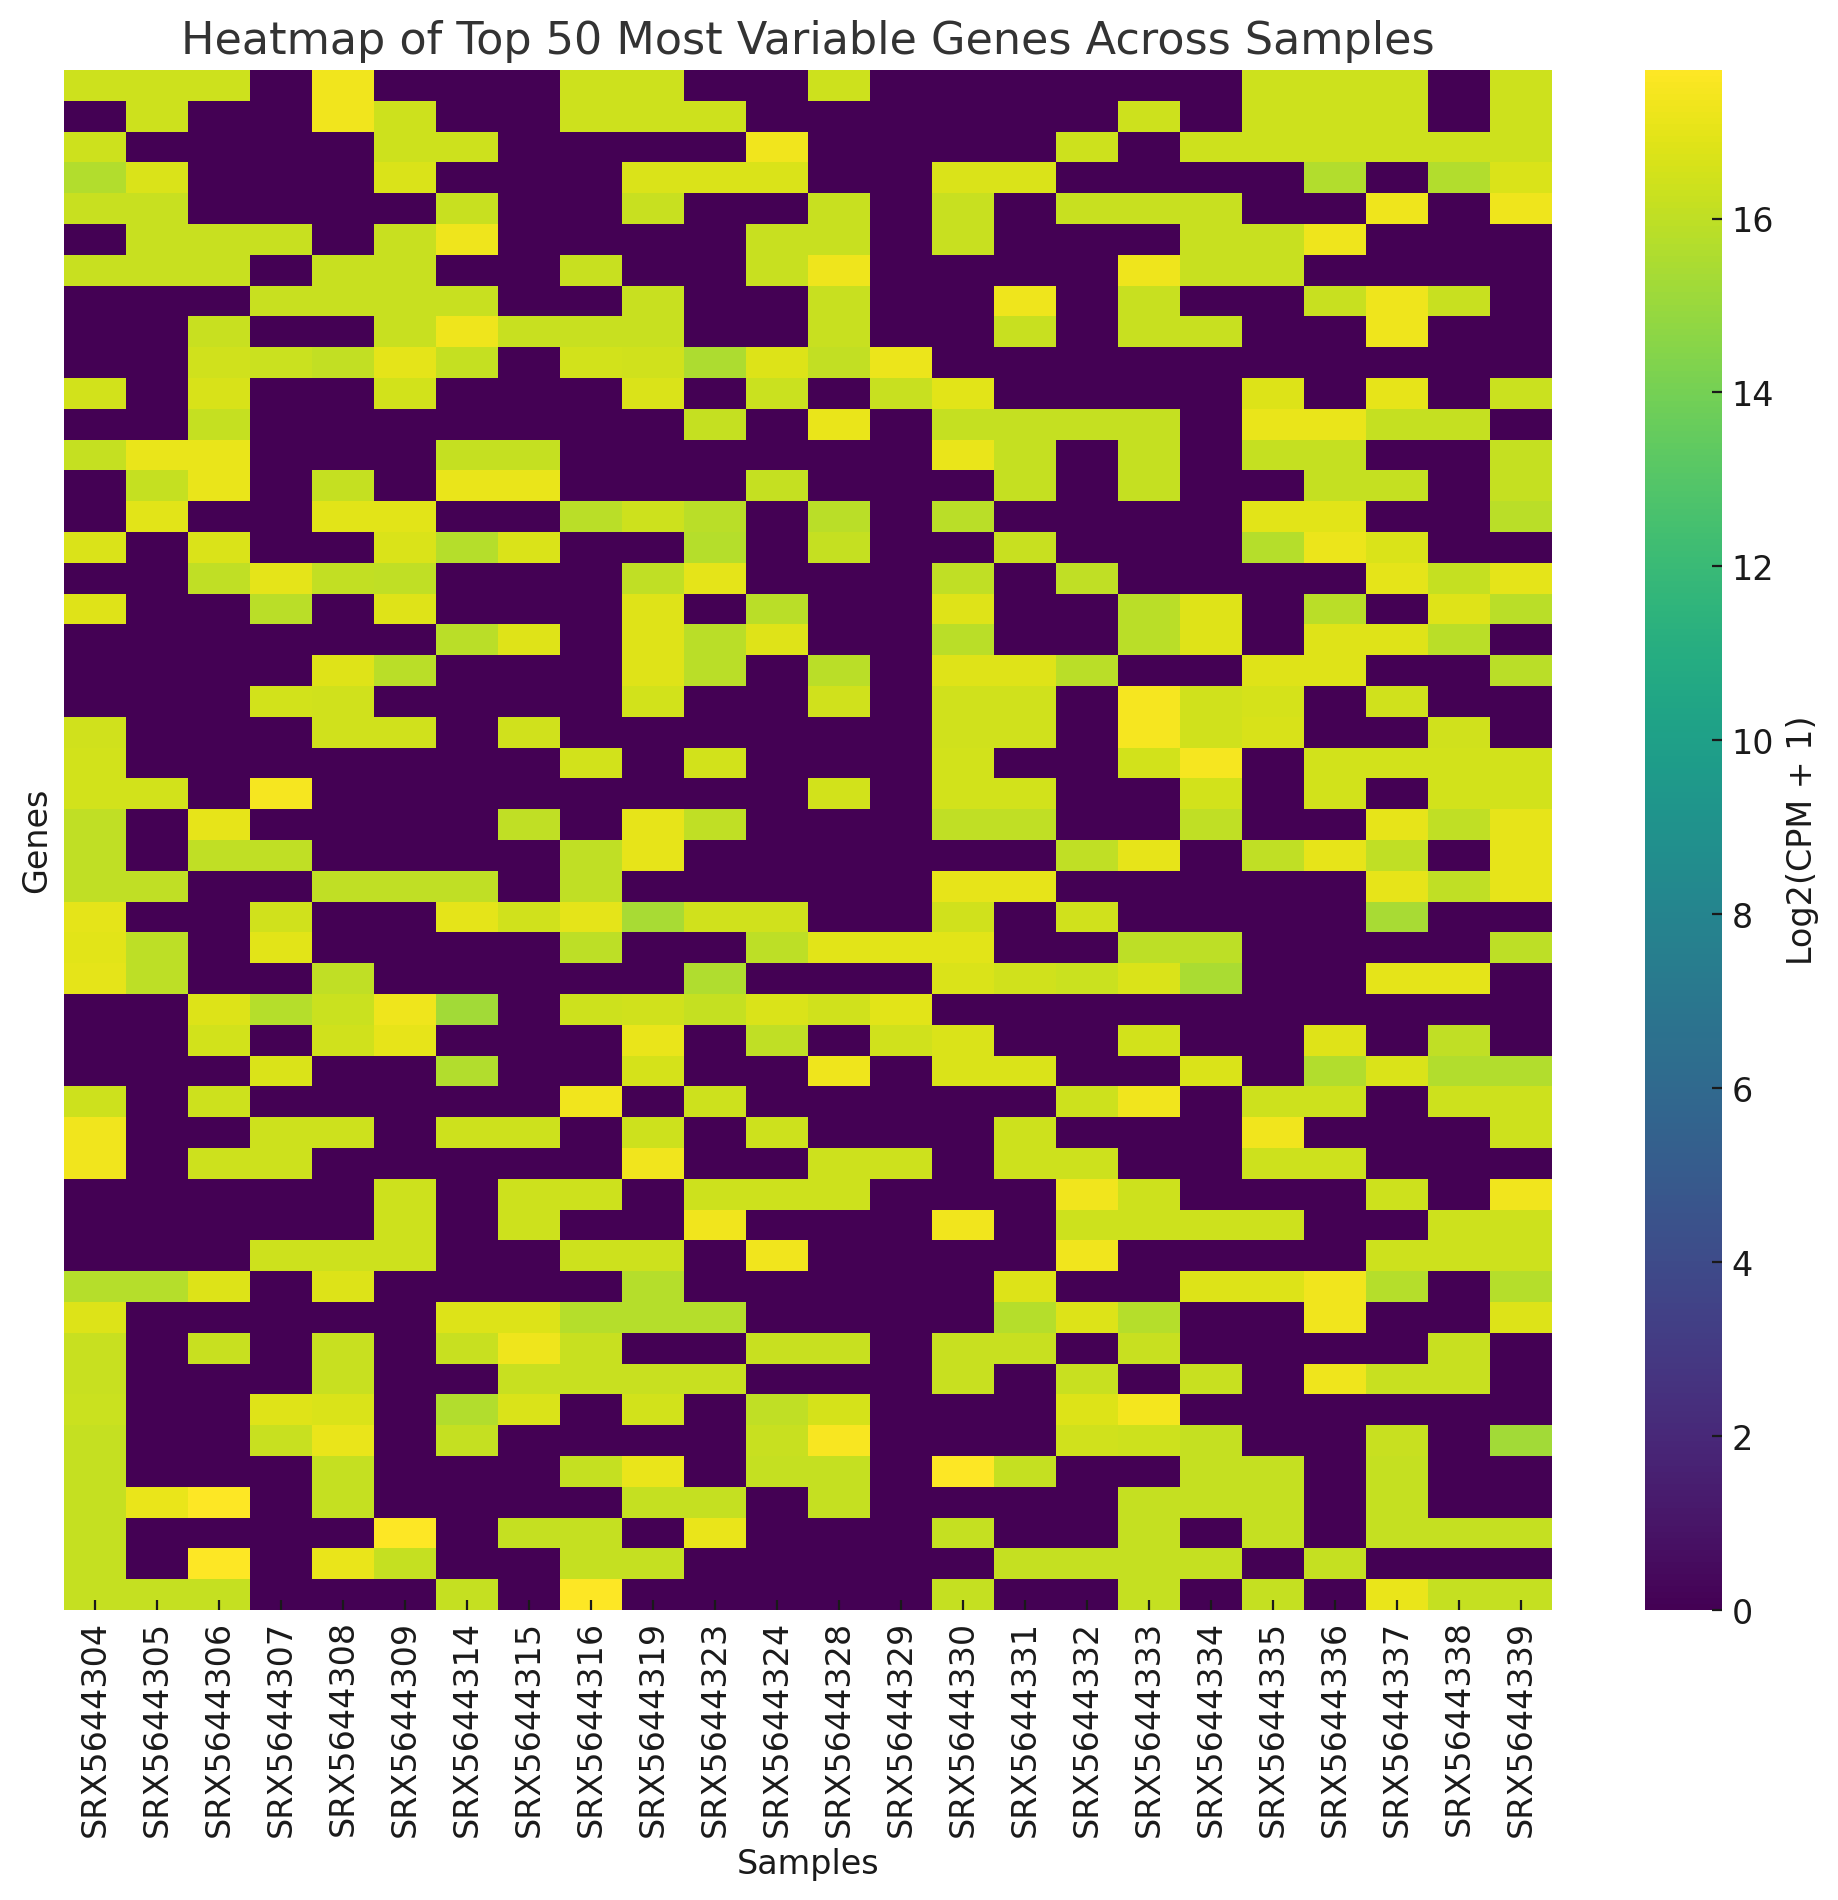 Heatmap of Top 50 Most Variable Genes Across Samples
Genes
16
14
12
10
8
6
4
2
0
Log2(CPM + 1)
SRX5644304
SRX5644305
SRX5644306
SRX5644307
SRX5644308
SRX5644309
SRX5644314
SRX5644315
SRX5644316
SRX5644319
SRX5644323
SRX5644324
SRX5644328
SRX5644329
SRX5644330
SRX5644331
SRX5644332
SRX5644333
SRX5644334
SRX5644335
SRX5644336
SRX5644337
SRX5644338
SRX5644339
Samples